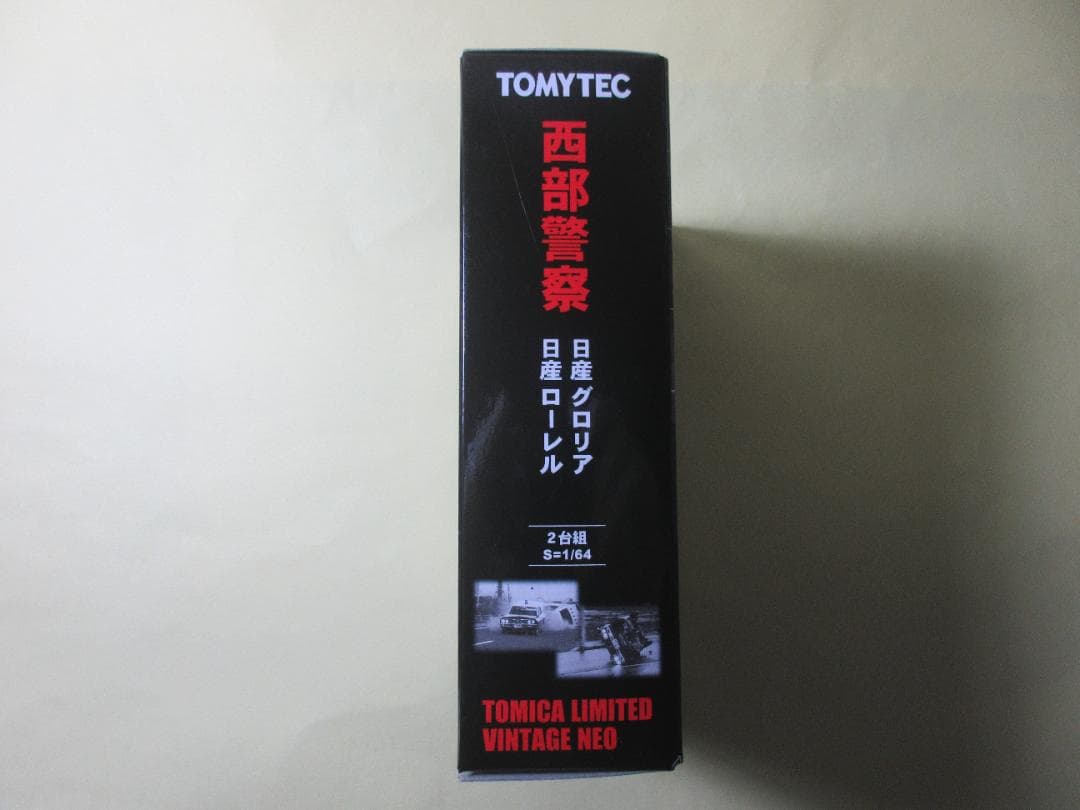 TOMYTEC
西部警察
日産 グロリア
日産 ローレル
2台組
S=1/64
TOMICA LIMITED
VINTAGE NEO